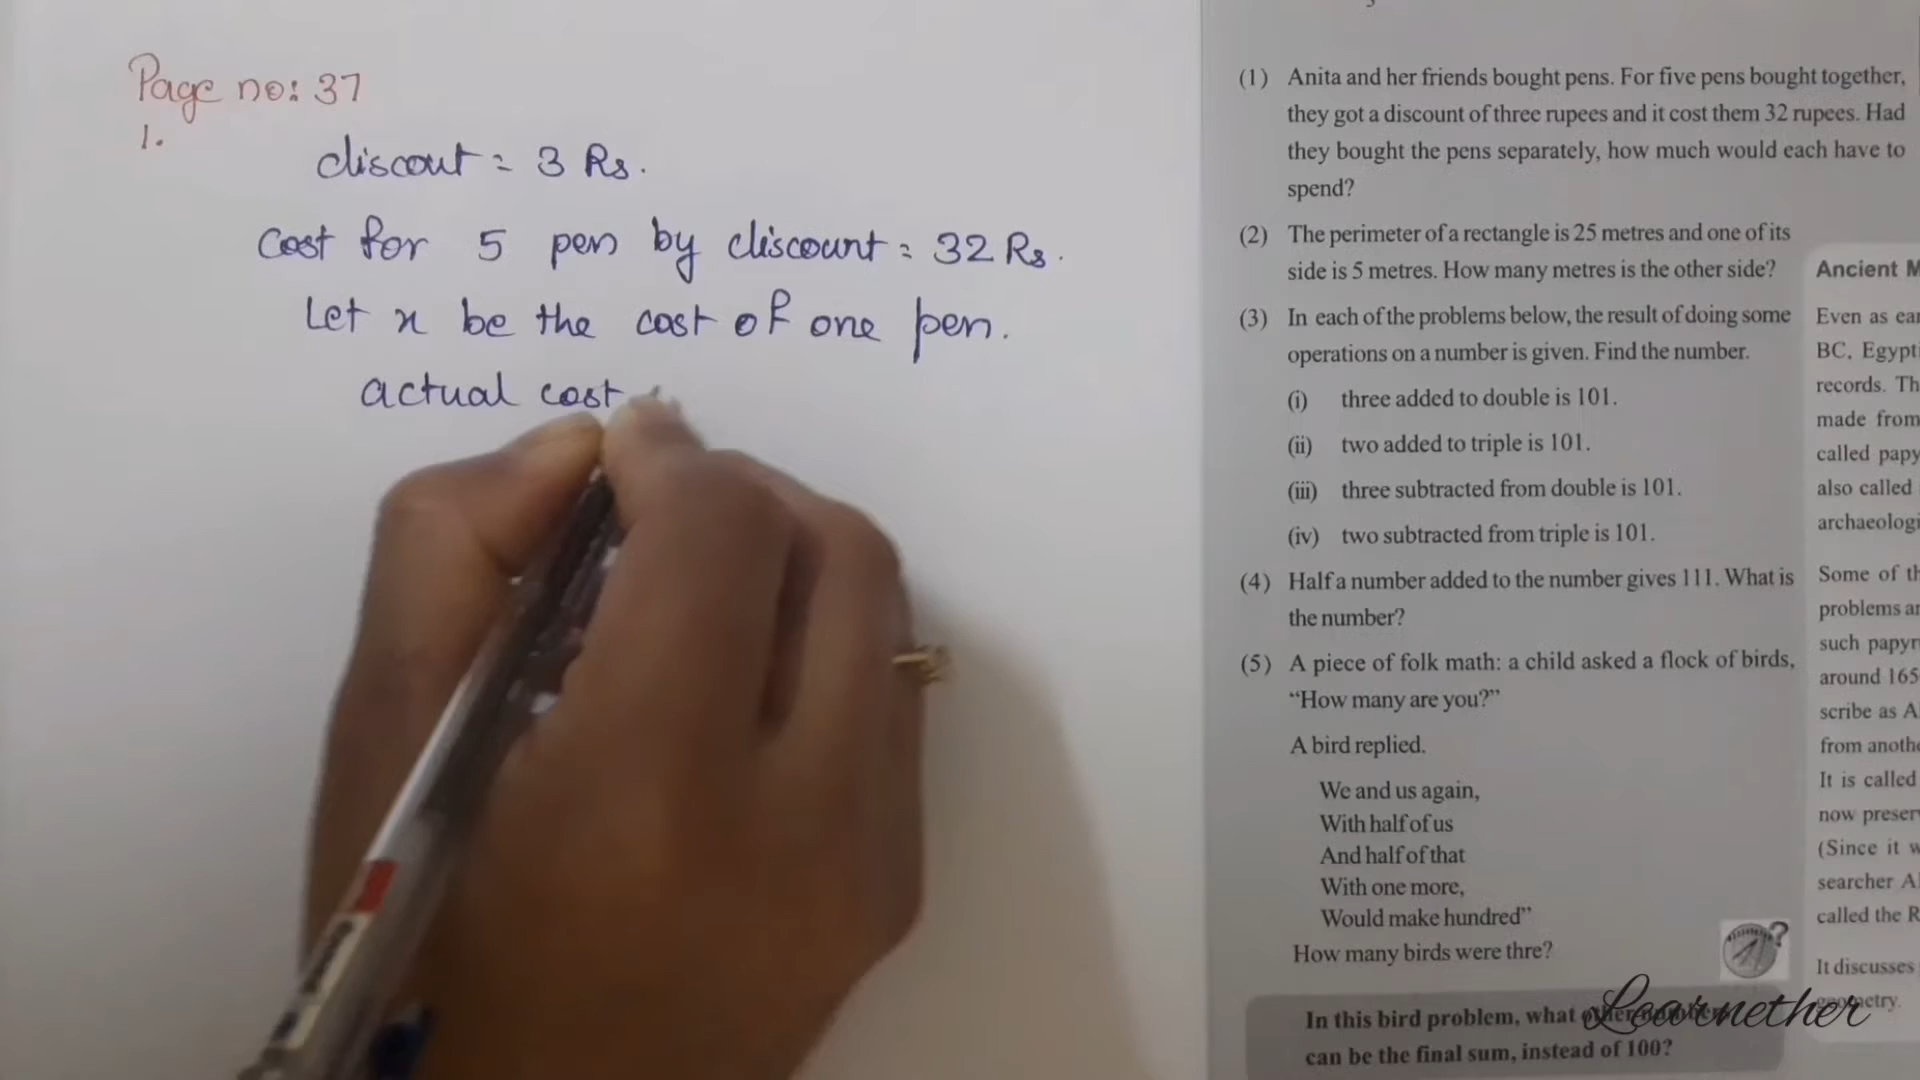 Page no: 37
1.
discout = 3 Rs.
Cost for 5 pen by discount = 32 Rs.
Let x be the cost of one pen.
actual cost
(1) Anita and her friends bought pens. For five pens bought together,
they got a discount of three rupees and it cost them 32 rupees. Had
they bought the pens separately, how much would each have to
spend?
(2) The perimeter of a rectangle is 25 metres and one of its
side is 5 metres. How many metres is the other side?
(3) In each of the problems below, the result of doing some
operations on a number is given. Find the number.
(i) three added to double is 101.
(ii) two added to triple is 101.
(iii) three subtracted from double is 101.
(iv) two subtracted from triple is 101.
(4) Half a number added to the number gives 111. What is
the number?
(5) A piece of folk math: a child asked a flock of birds,
“How many are you?”
A bird replied.
We and us again,
With half of us
And half of that
With one more,
Would make hundred”
How many birds were thre?
In this bird problem, what
can be the final sum, instead of 100?
Ancient
Even as
BC, 
records.
made from
called
also called
Some of
problems
such
around
scribe as
from
It is called
now
(Since it
called the
It discusses
geometry.
Learnether